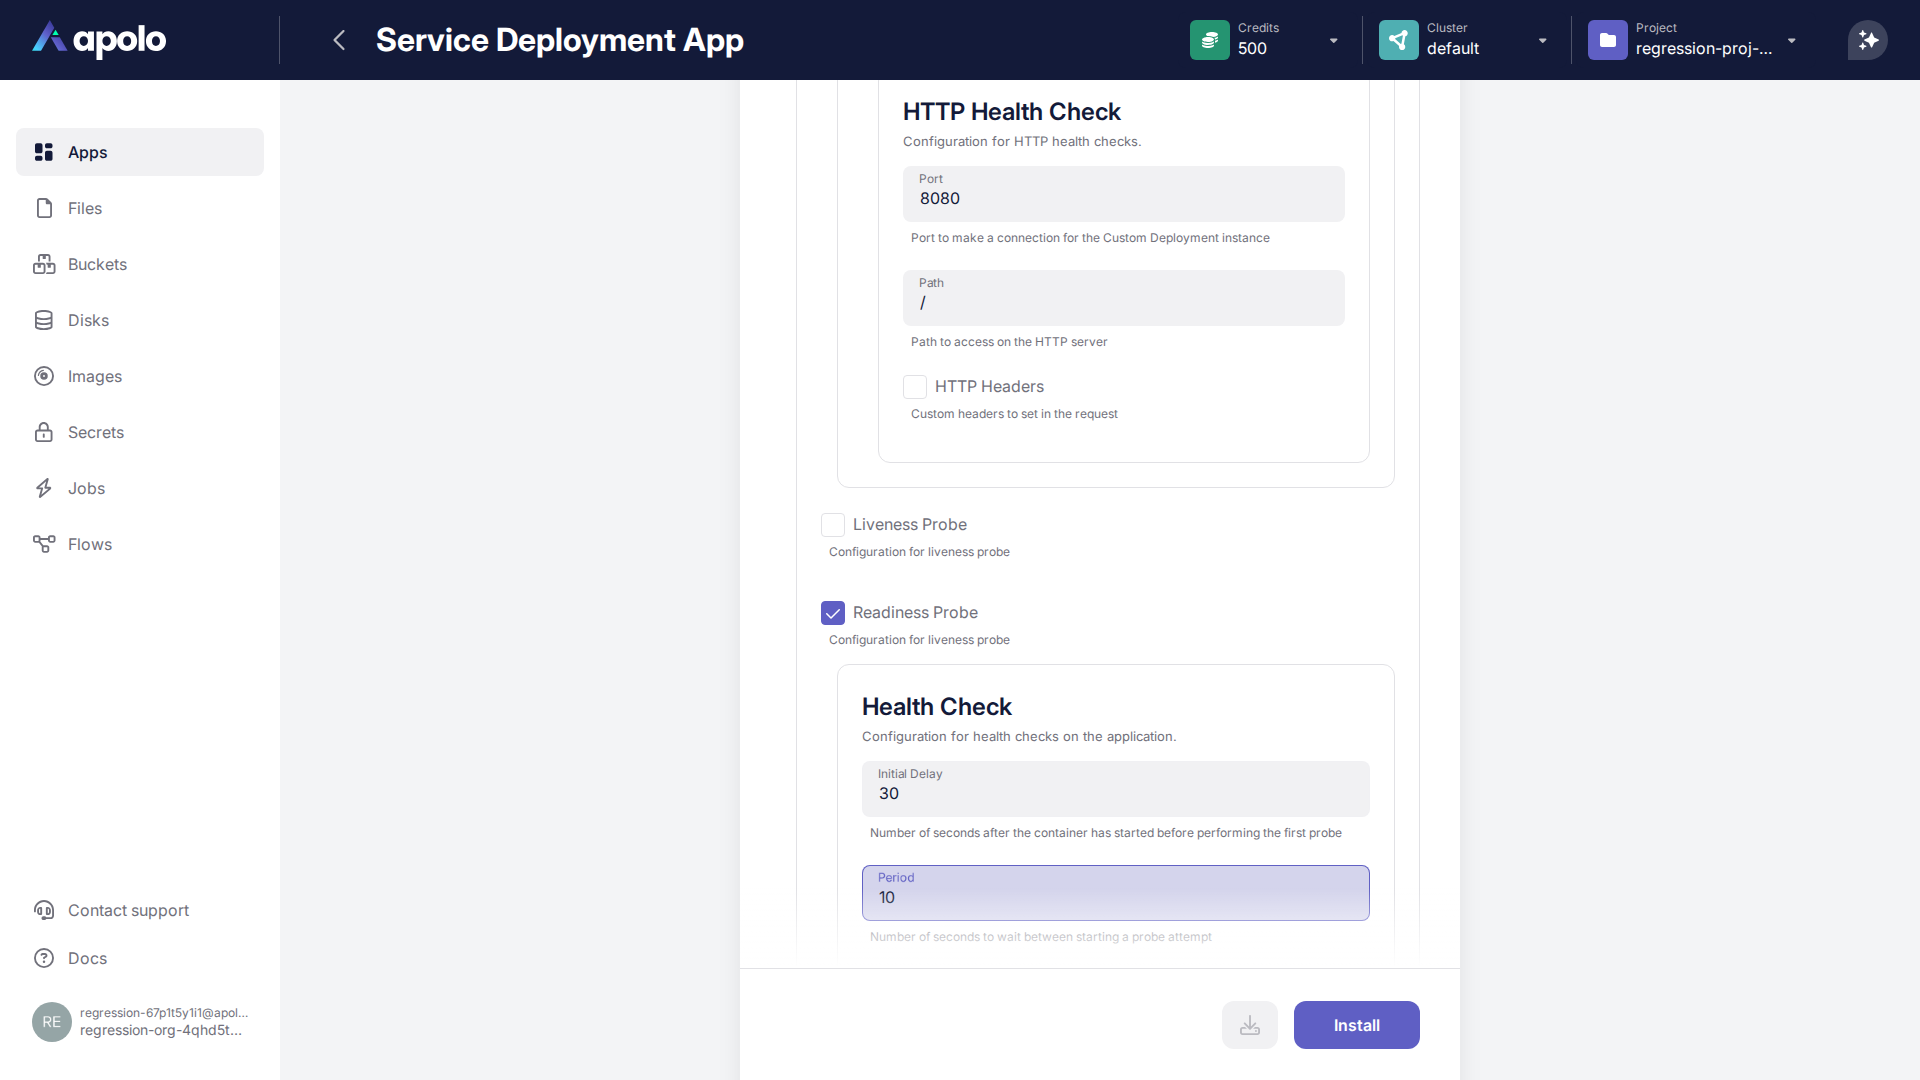 apolo
Service Deployment App
Credits
500
Cluster
default
Project
regression-proj-...
Apps
Files
Buckets
Disks
Images
Secrets
Jobs
Flows
Contact support
Docs
RE
regression-67p1t5y1i1@apol...
regression-org-4qhd5t...
HTTP Health Check
Configuration for HTTP health checks.
Port
8080
Port to make a connection for the Custom Deployment instance
Path
/
Path to access on the HTTP server
HTTP Headers
Custom headers to set in the request
Liveness Probe
Configuration for liveness probe
Readiness Probe
Configuration for liveness probe
Health Check
Configuration for health checks on the application.
Initial Delay
30
Number of seconds after the container has started before performing the first probe
Period
10
Number of seconds to wait between starting a probe attempt
Install